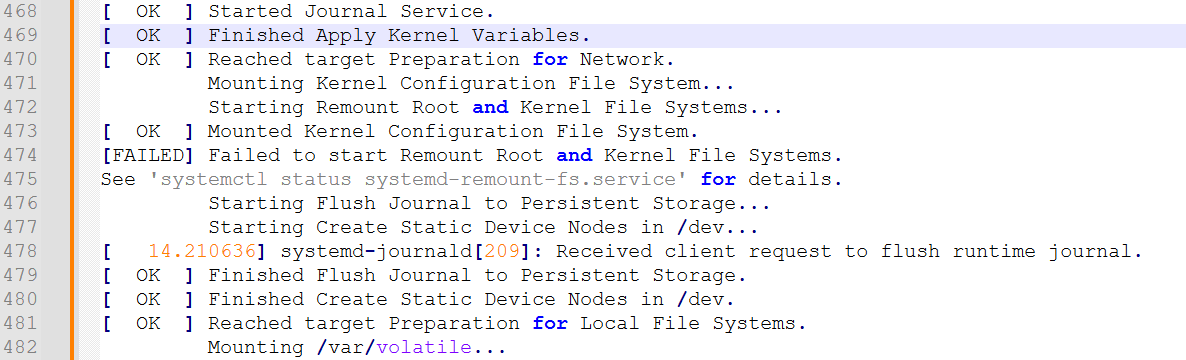 468 [  OK  ] Started Journal Service.
469 [  OK  ] Finished Apply Kernel Variables.
470 [  OK  ] Reached target Preparation for Network.
471          Mounting Kernel Configuration File System...
472          Starting Remount Root and Kernel File Systems...
473 [  OK  ] Mounted Kernel Configuration File System.
474 [FAILED] Failed to start Remount Root and Kernel File Systems.
475 See 'systemctl status systemd-remount-fs.service' for details.
476          Starting Flush Journal to Persistent Storage...
477          Starting Create Static Device Nodes in /dev...
478 [   14.210636] systemd-journald[209]: Received client request to flush runtime journal.
479 [  OK  ] Finished Flush Journal to Persistent Storage.
480 [  OK  ] Finished Create Static Device Nodes in /dev.
481 [  OK  ] Reached target Preparation for Local File Systems.
482          Mounting /var/volatile...